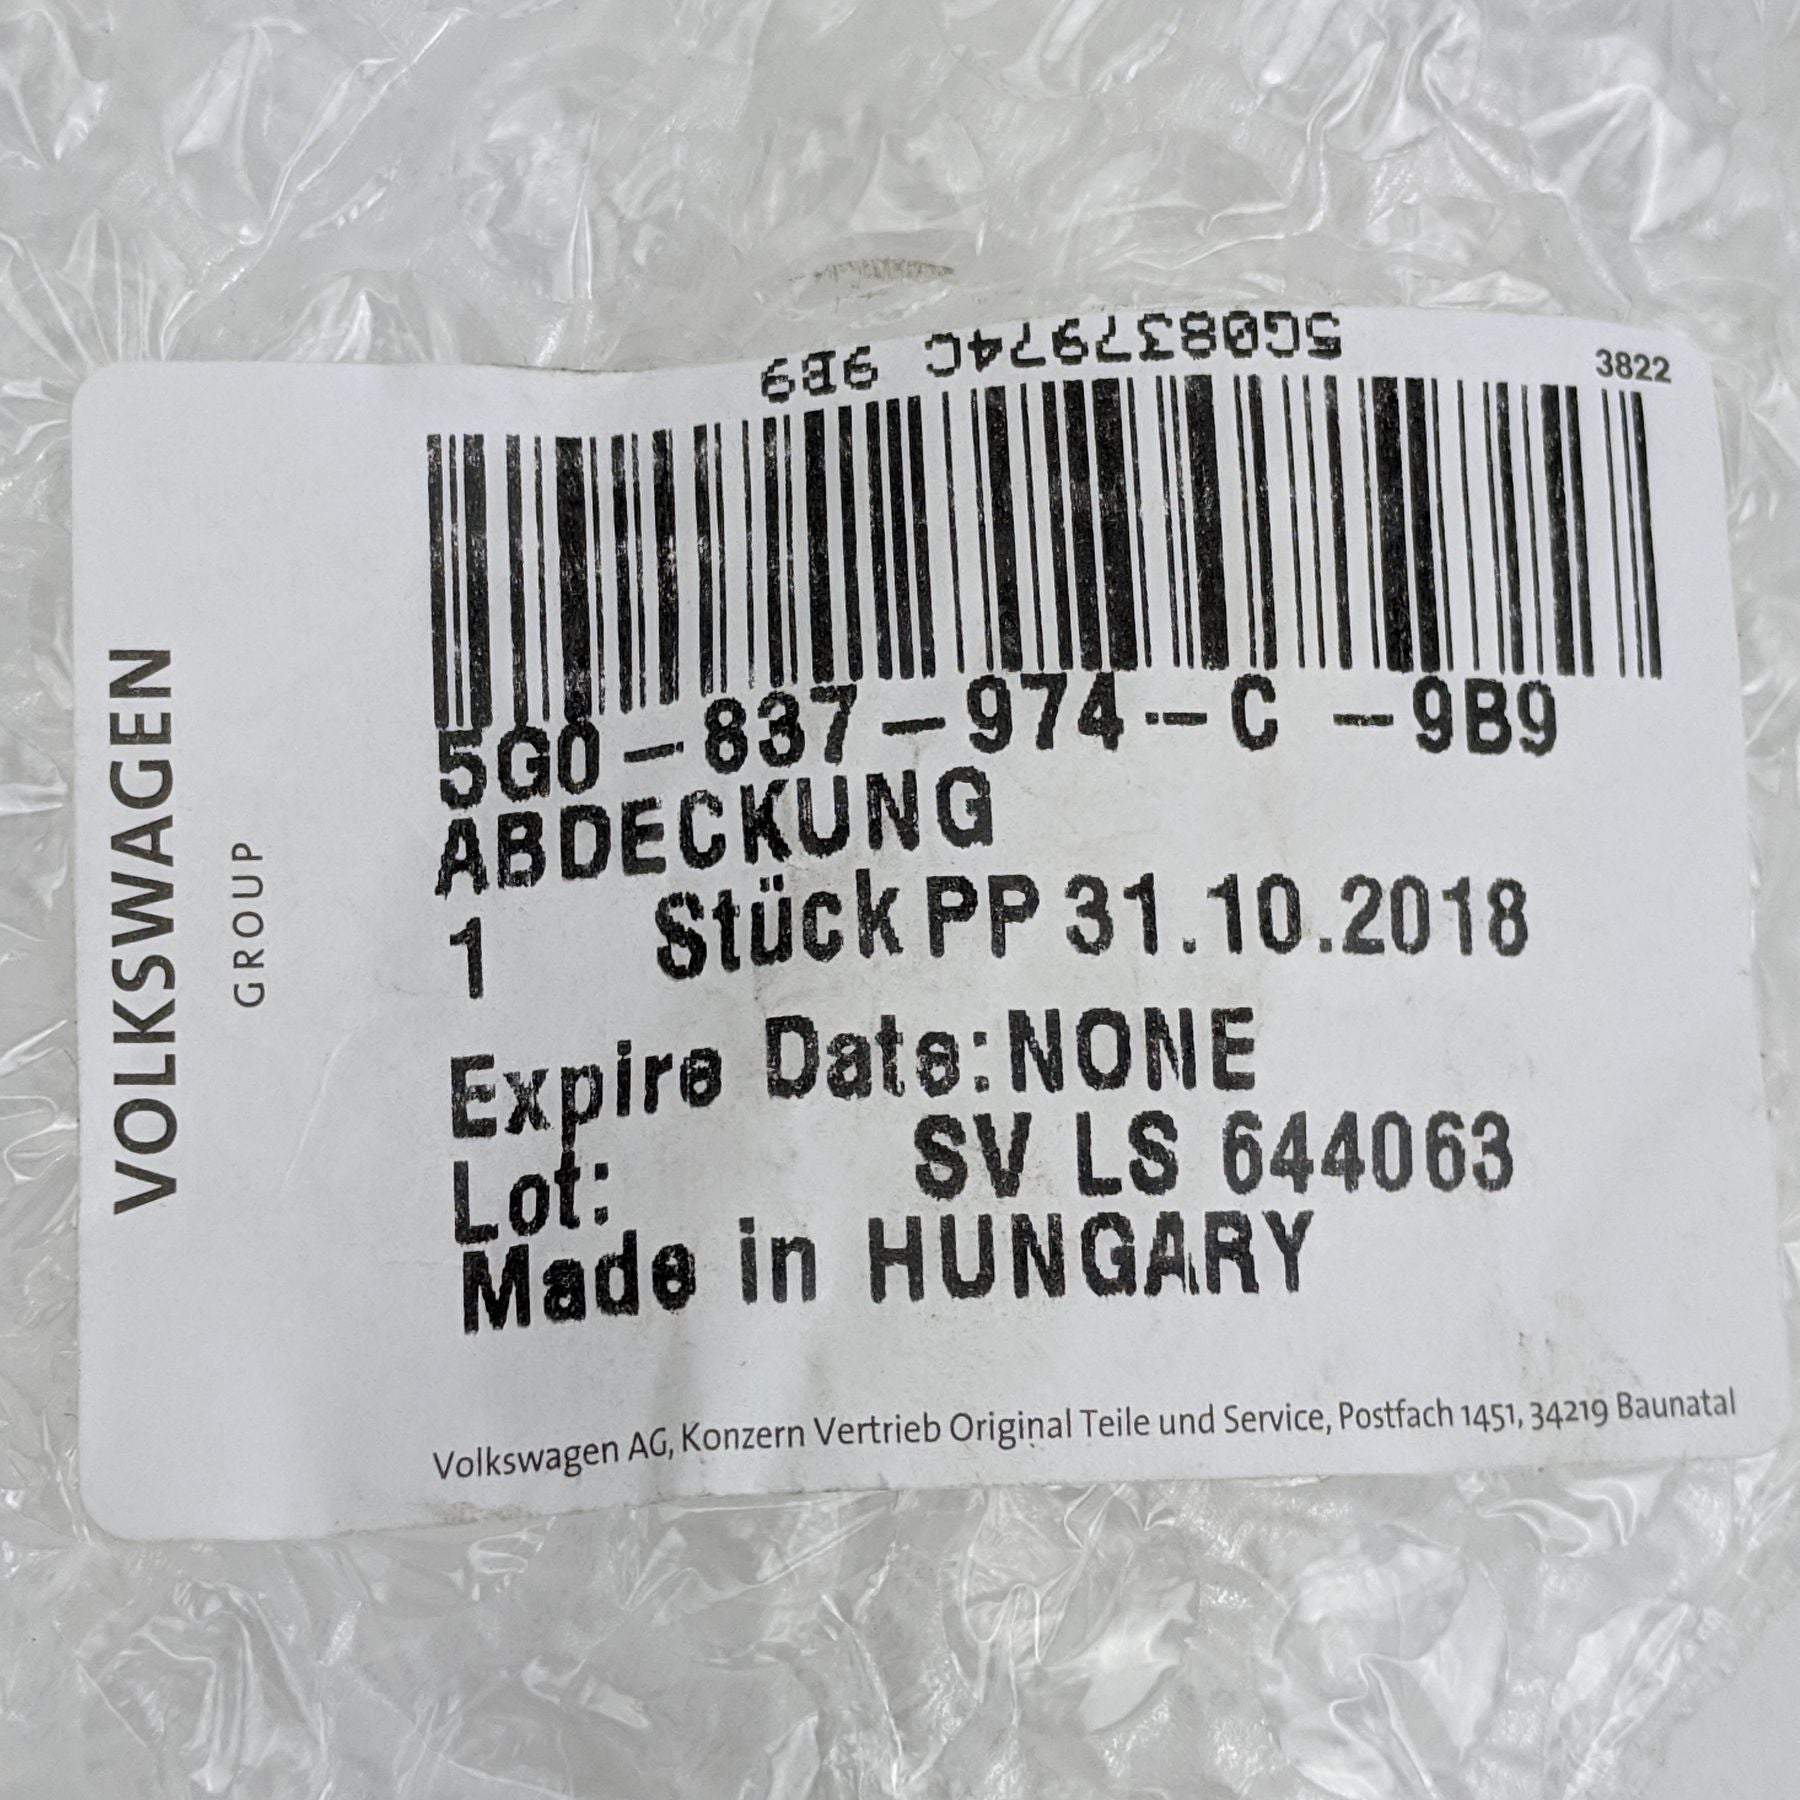 5G0837974C 9B9
3822
VOLKSWAGEN
GROUP
5G0-837-974-C -9B9
ABDECKUNG
1 Stück PP 31.10.2018
Expire Date:NONE
Lot: SV LS 644063
Made in HUNGARY
Volkswagen AG, Konzern Vertrieb Original Teile und Service, Postfach 1451, 34219 Baunatal